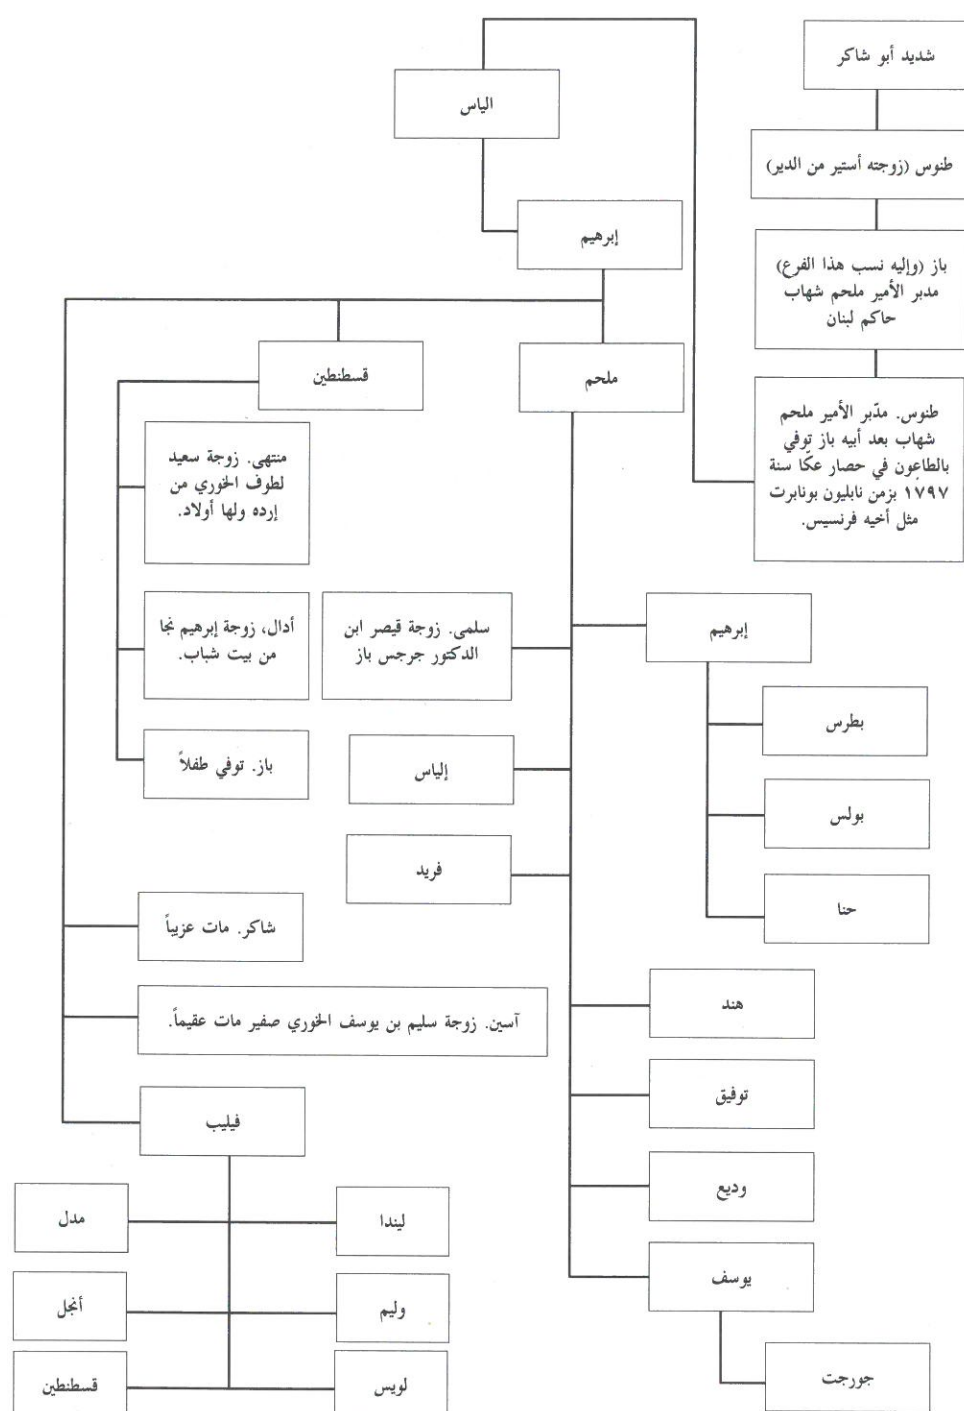 شديد أبو شاكر
طنوس (زوجته أستير من الدير)
باز (وإليه نسب هذا الفرع)
مدبر الأمير ملحم شهاب
حاكم لبنان
طنوس. مدّبر الأمير ملحم
شهاب بعد أبيه باز توفي
بالطاعون في حصار عكّا سنة
١٧٩٧ بزمن نابليون بونابرت
مثل أخيه فرنسيس.
الياس
إبرهيم
ملحم
قسطنطين
إبرهيم
بطرس
بولس
حنا
سلمى. زوجة قيصر ابن
الدكتور جرجس باز
إلياس
فريد
هند
توفيق
وديع
يوسف
جورجت
منتهى. زوجة سعيد
لطوف الخوري من
إرده ولها أولاد.
أدال، زوجة إبرهيم نجا
من بيت شباب.
باز. توفي طفلاً
شاكر. مات عزيباً
آسين. زوجة سليم بن يوسف الخوري صفير مات عقيماً.
فيليب
ليندا
مدل
وليم
أنجل
لويس
قسطنطين